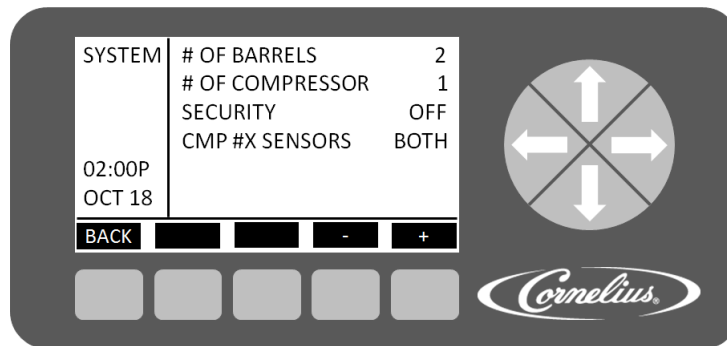 SYSTEM
# OF BARRELS 2
# OF COMPRESSOR 1
SECURITY OFF
CMP #X SENSORS BOTH
02:00P
OCT 18
BACK - +
Cornelius®